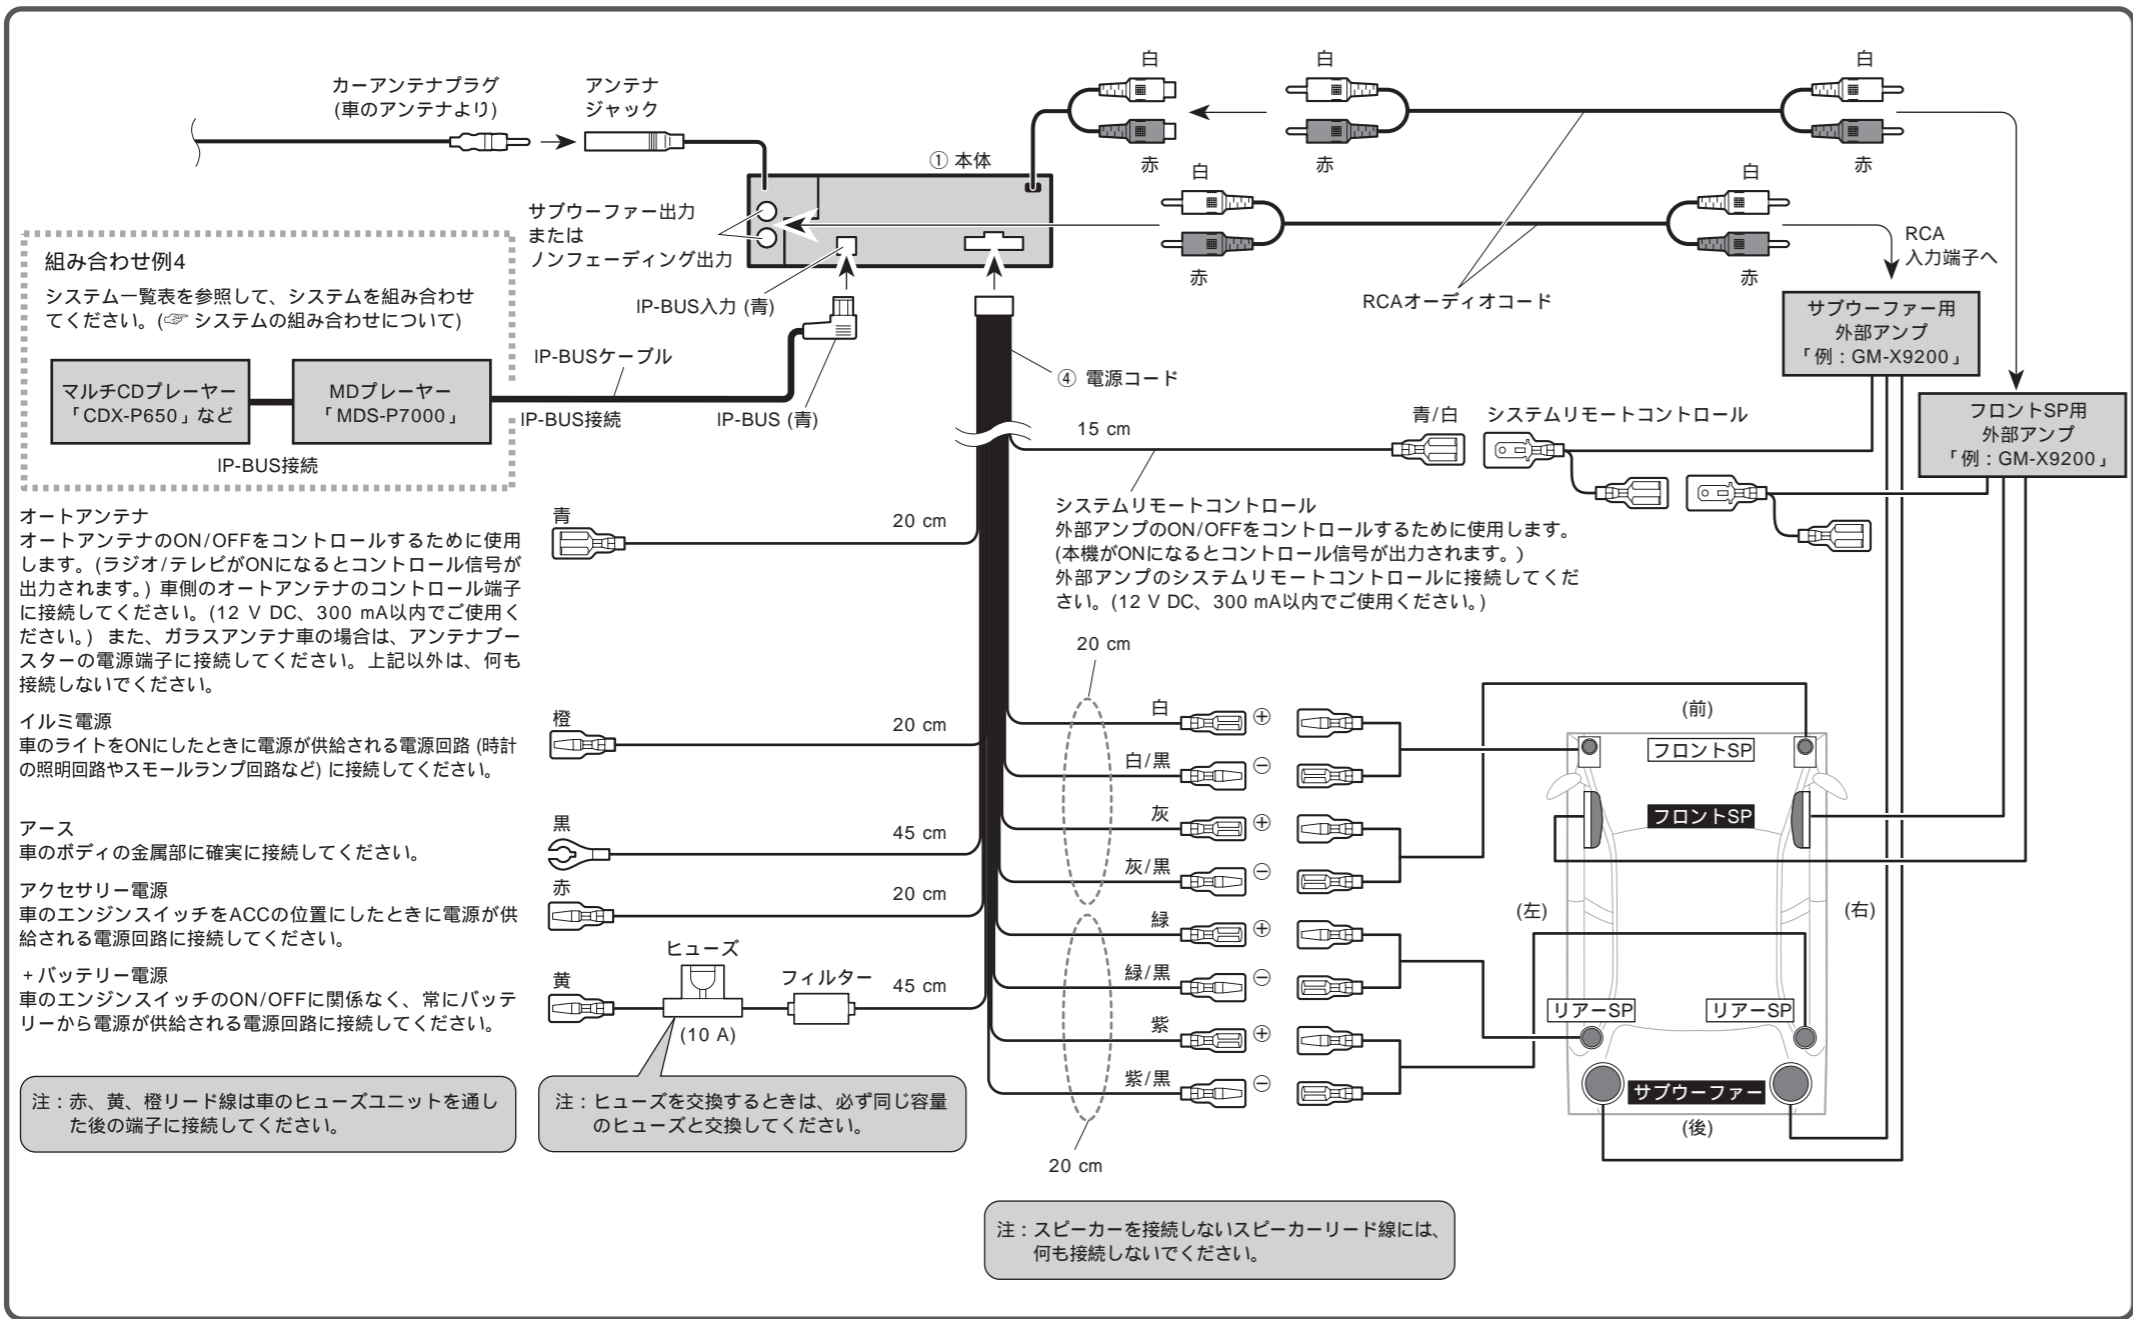 カーアンテナプラグ
(車のアンテナより)
アンテナ
ジャック
① 本体
白
赤
白
赤
白
赤
白
赤
白
赤
サブウーファー出力
または
ノンフェーディング出力
IP-BUS入力 (青)
RCAオーディオコード
RCA
入力端子へ
サブウーファー用
外部アンプ
「例：GM-X9200」
フロントSP用
外部アンプ
「例：GM-X9200」
組み合わせ例4
システム一覧表を参照して、システムを組み合わせ
てください。(☞ システムの組み合わせについて)
マルチCDプレーヤー
「CDX-P650」など
MDプレーヤー
「MDS-P7000」
IP-BUS接続
IP-BUSケーブル
IP-BUS接続
IP-BUS (青)
④ 電源コード
15 cm
青/白
システムリモートコントロール
システムリモートコントロール
外部アンプのON/OFFをコントロールするために使用します。
(本機がONになるとコントロール信号が出力されます。)
外部アンプのシステムリモートコントロールに接続してくだ
さい。(12 V DC、300 mA以内でご使用ください。)
オートアンテナ
オートアンテナのON/OFFをコントロールするために使用
します。(ラジオ/テレビがONになるとコントロール信号が
出力されます。) 車側のオートアンテナのコントロール端子
に接続してください。(12 V DC、300 mA以内でご使用く
ださい。) また、ガラスアンテナ車の場合は、アンテナブー
スターの電源端子に接続してください。上記以外は、何も
接続しないでください。
青
20 cm
イルミ電源
車のライトをONにしたときに電源が供給される電源回路 (時計
の照明回路やスモールランプ回路など) に接続してください。
橙
20 cm
アース
車のボディの金属部に確実に接続してください。
黒
45 cm
アクセサリー電源
車のエンジンスイッチをACCの位置にしたときに電源が供
給される電源回路に接続してください。
赤
20 cm
+ バッテリー電源
車のエンジンスイッチのON/OFFに関係なく、常にバッテ
リーから電源が供給される電源回路に接続してください。
黄
ヒューズ
(10 A)
フィルター
45 cm
注：赤、黄、橙リード線は車のヒューズユニットを通し
た後の端子に接続してください。
注：ヒューズを交換するときは、必ず同じ容量
のヒューズと交換してください。
20 cm
白 ⊕
白/黒 ⊖
灰 ⊕
灰/黒 ⊖
緑 ⊕
緑/黒 ⊖
紫 ⊕
紫/黒 ⊖
20 cm
(前)
フロントSP
フロントSP
(左)
(右)
リアーSP
リアーSP
サブウーファー
(後)
注：スピーカーを接続しないスピーカーリード線には、
何も接続しないでください。